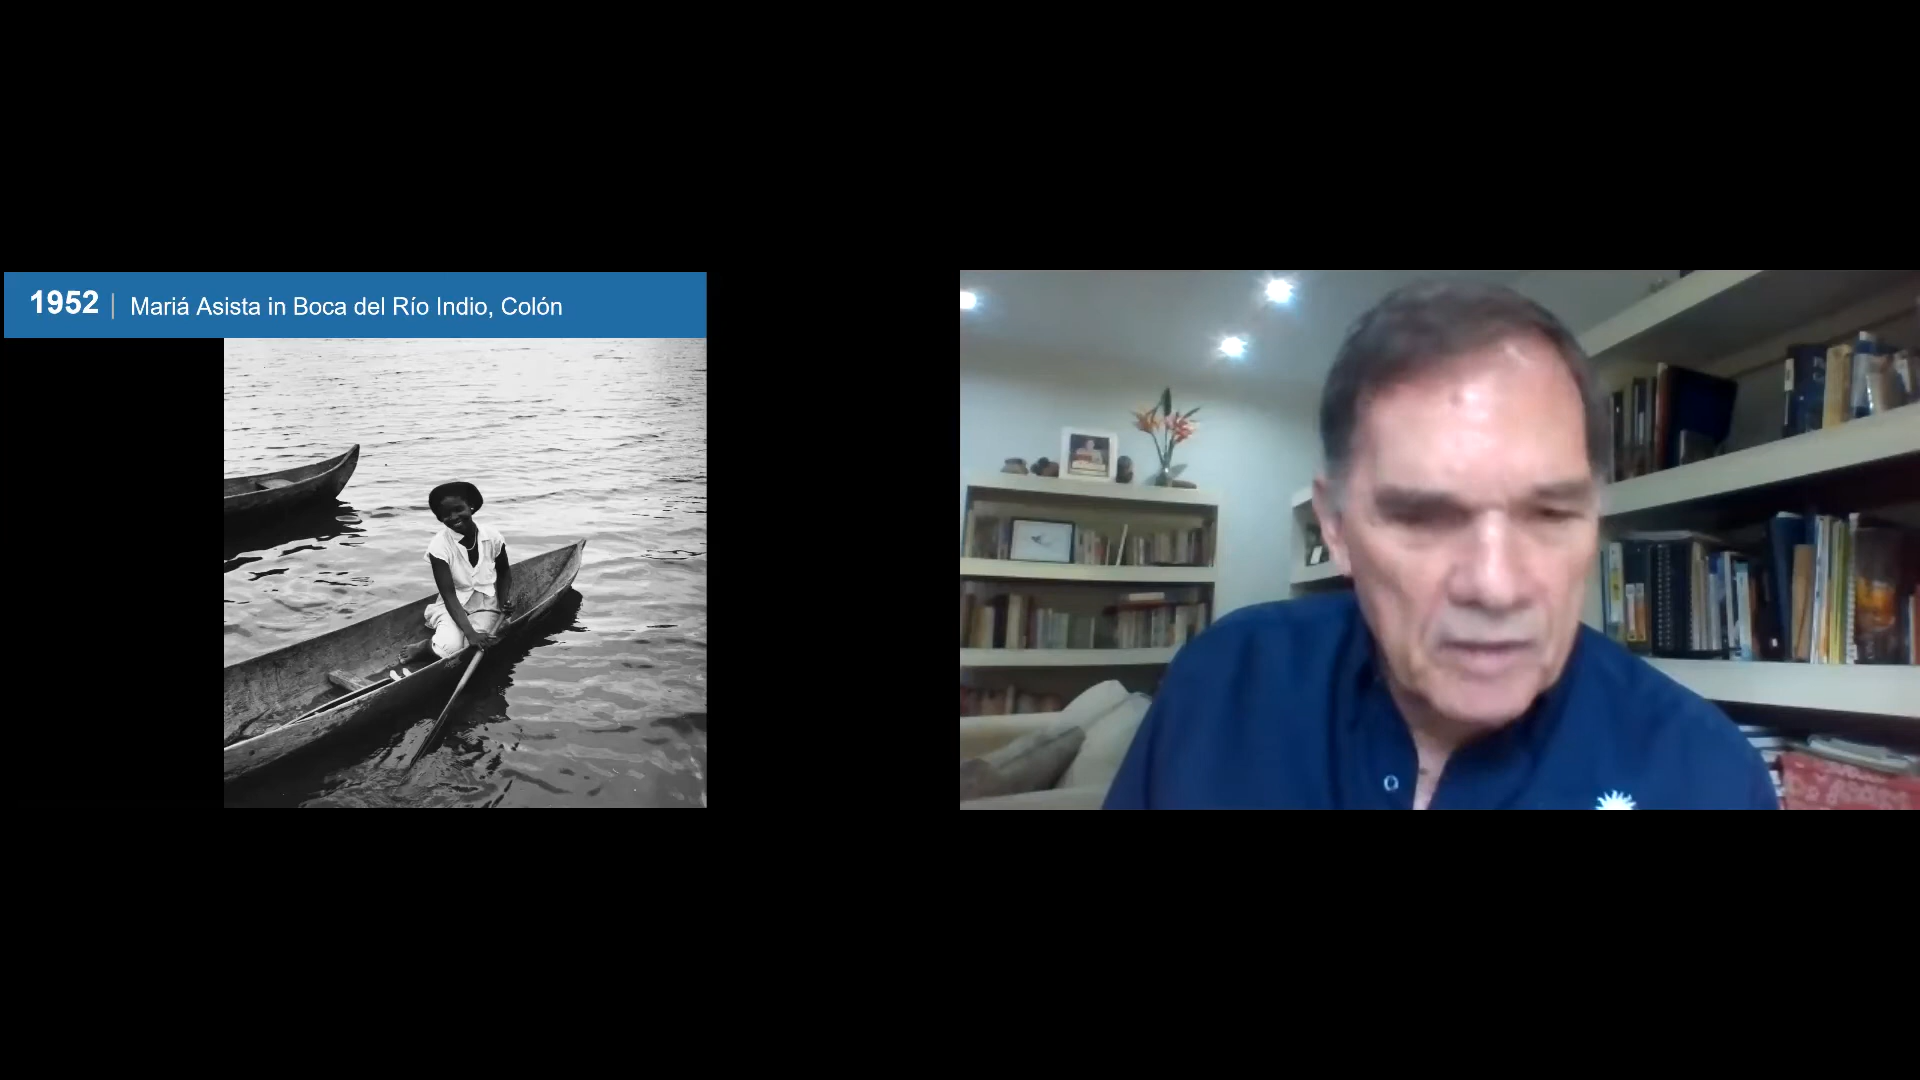 1952 | Mariá Asista in Boca del Río Indio, Colón